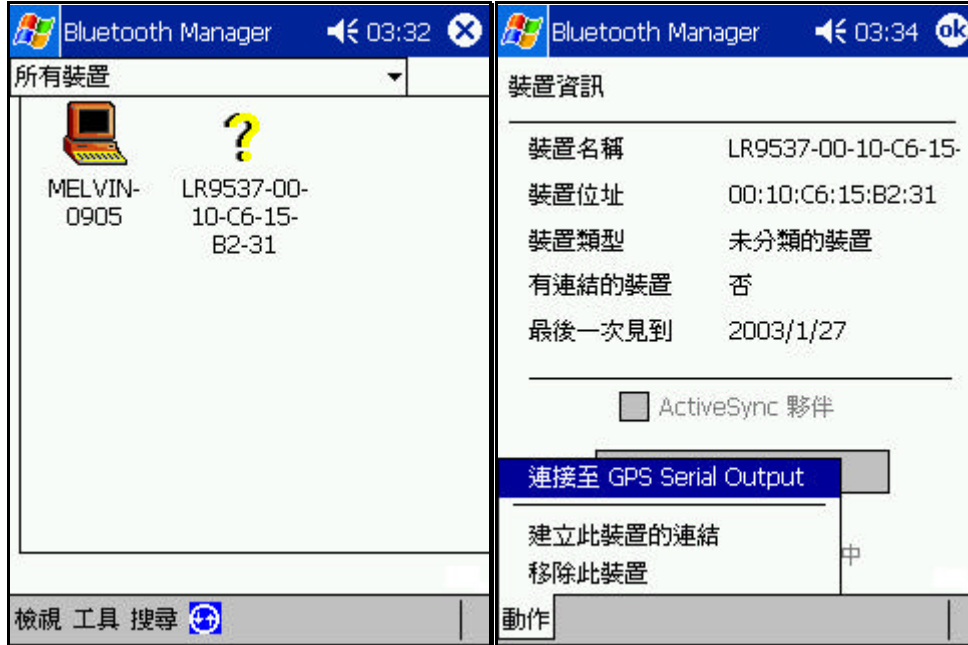 Bluetooth Manager 03:32
所有裝置
MELVIN-
0905
LR9537-00-
10-C6-15-
B2-31
檢視 工具 搜尋
Bluetooth Manager 03:34 ok
裝置資訊
裝置名稱 LR9537-00-10-C6-15-
裝置位址 00:10:C6:15:B2:31
裝置類型 未分類的裝置
有連結的裝置 否
最後一次見到 2003/1/27
ActiveSync 夥伴
連接至 GPS Serial Output
建立此裝置的連結
中
移除此裝置
動作